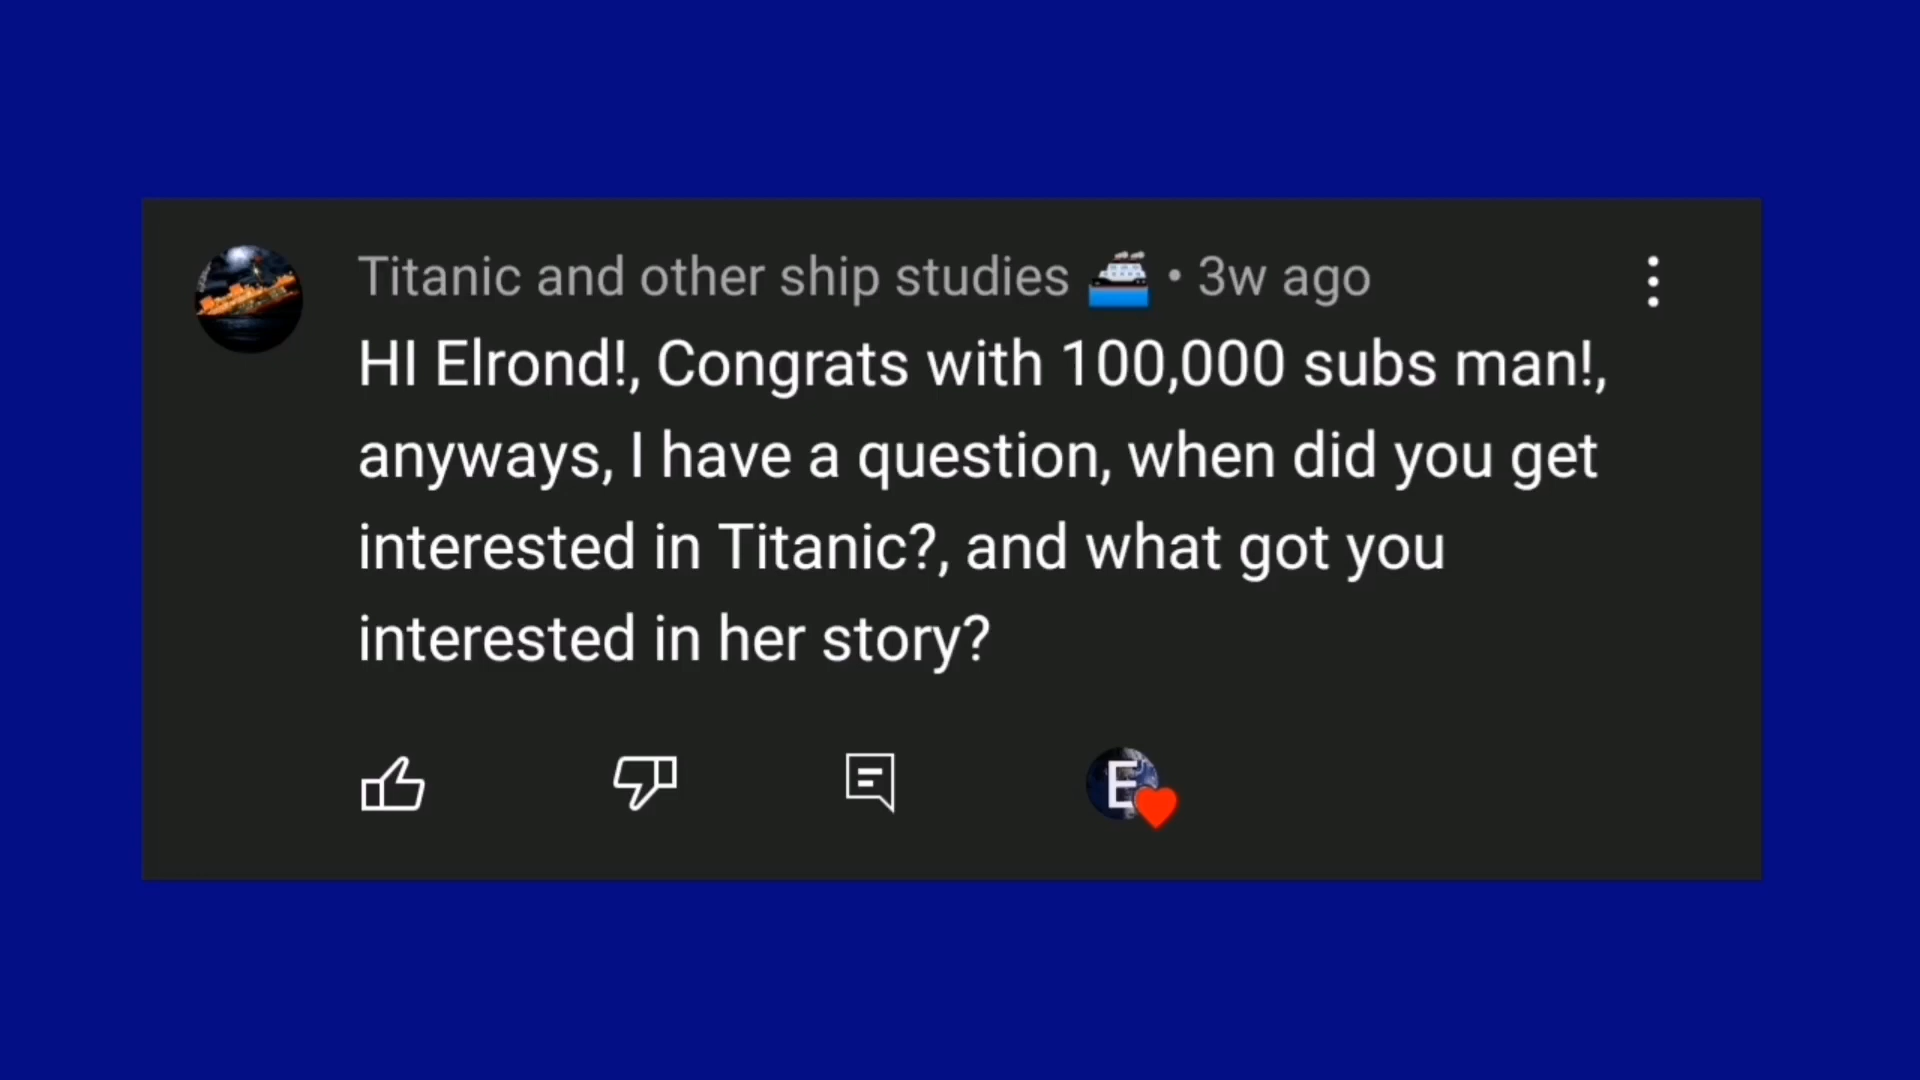 Titanic and other ship studies 🚢 • 3w ago
HI Elrond!, Congrats with 100,000 subs man!,
anyways, I have a question, when did you get
interested in Titanic?, and what got you
interested in her story?
E